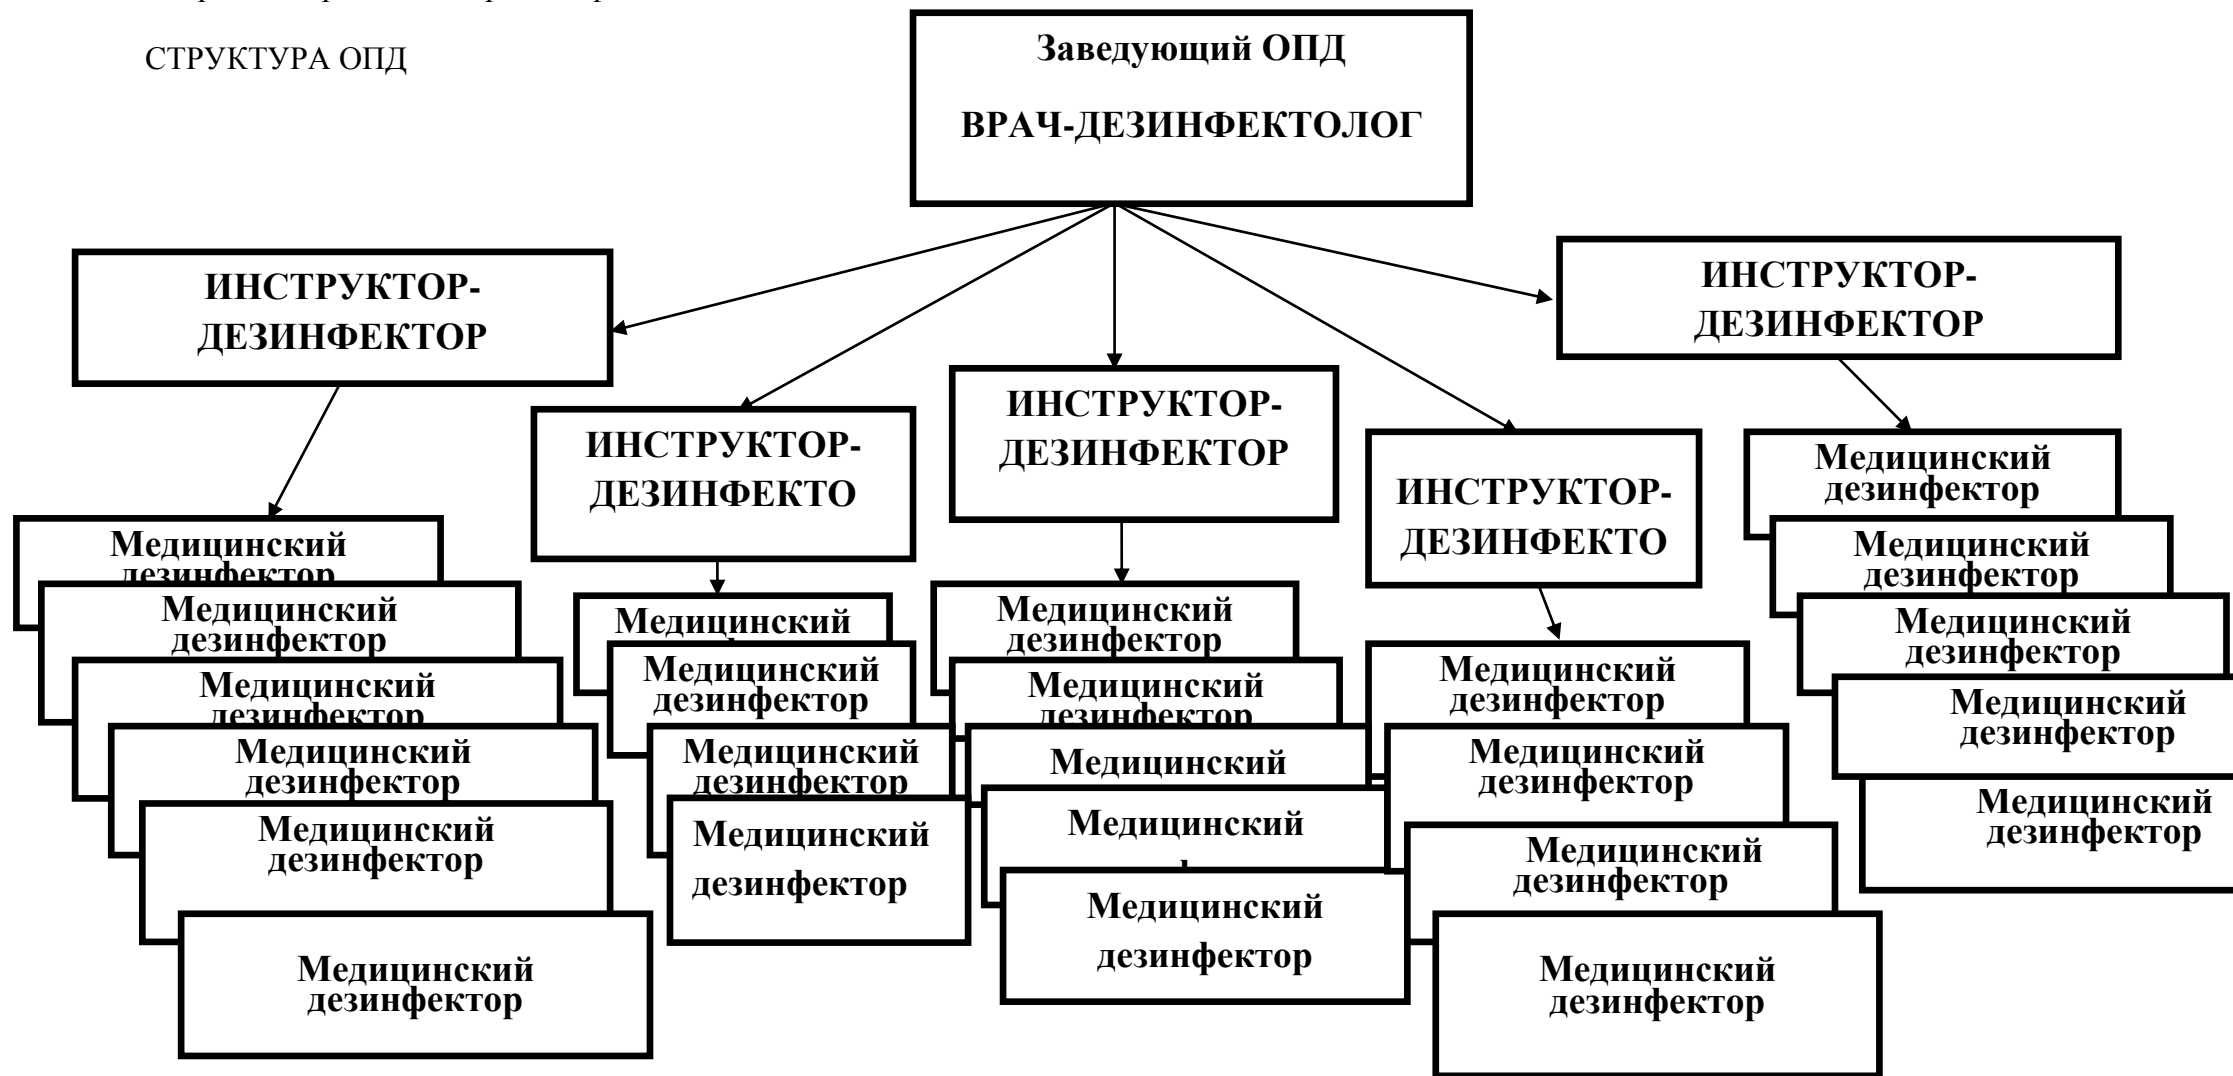 СТРУКТУРА ОПД
Заведующий ОПД
ВРАЧ-ДЕЗИНФЕКТОЛОГ
ИНСТРУКТОР-
ДЕЗИНФЕКТОР
ИНСТРУКТОР-
ДЕЗИНФЕКТО
ИНСТРУКТОР-
ДЕЗИНФЕКТОР
ИНСТРУКТОР-
ДЕЗИНФЕКТО
ИНСТРУКТОР-
ДЕЗИНФЕКТОР
Медицинский
дезинфектор
Медицинский
дезинфектор
Медицинский
дезинфектор
Медицинский
дезинфектор
Медицинский
дезинфектор
Медицинский
дезинфектор
Медицинский
Медицинский
дезинфектор
Медицинский
дезинфектор
Медицинский
дезинфектор
Медицинский
дезинфектор
Медицинский
дезинфектор
Медицинский
Медицинский
Медицинский
дезинфектор
Медицинский
дезинфектор
Медицинский
дезинфектор
Медицинский
дезинфектор
Медицинский
дезинфектор
Медицинский
дезинфектор
Медицинский
дезинфектор
Медицинский
дезинфектор
Медицинский
дезинфектор
Медицинский
дезинфектор